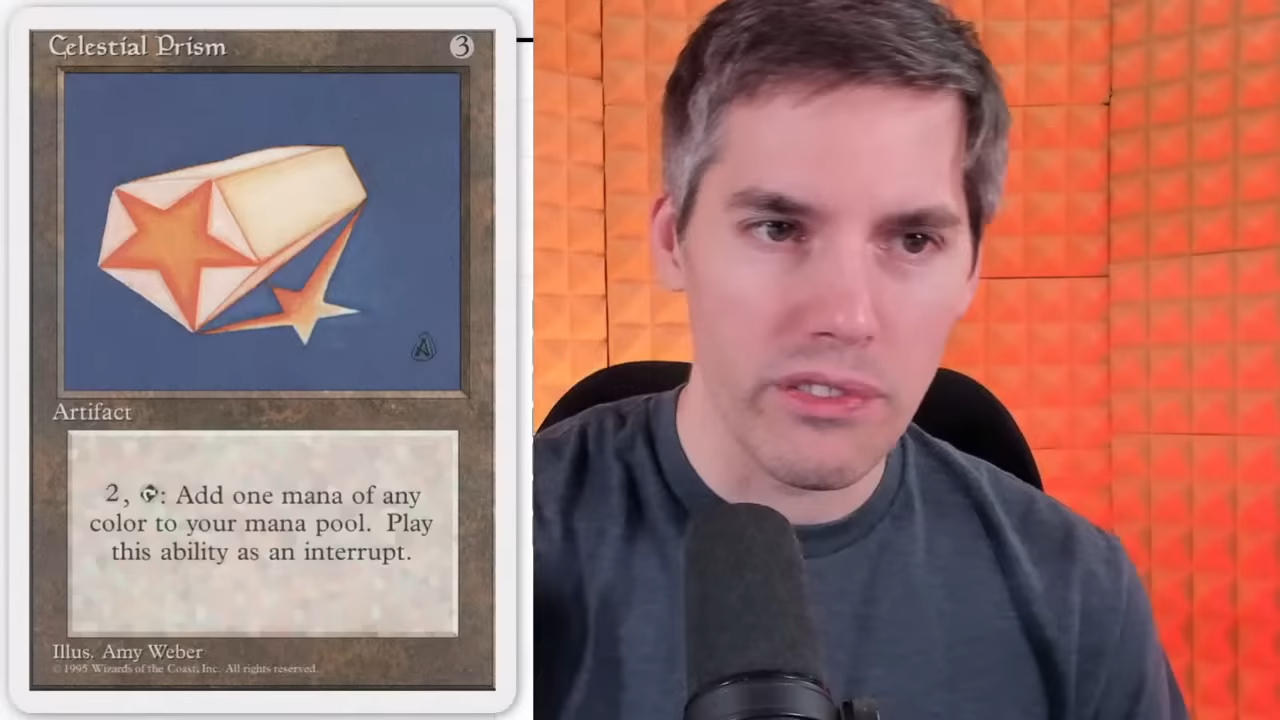 Celestial Prism 3
Artifact
2, : Add one mana of any
color to your mana pool. Play
this ability as an interrupt.
Illus. Amy Weber
© 1995 Wizards of the Coast, Inc. All rights reserved.